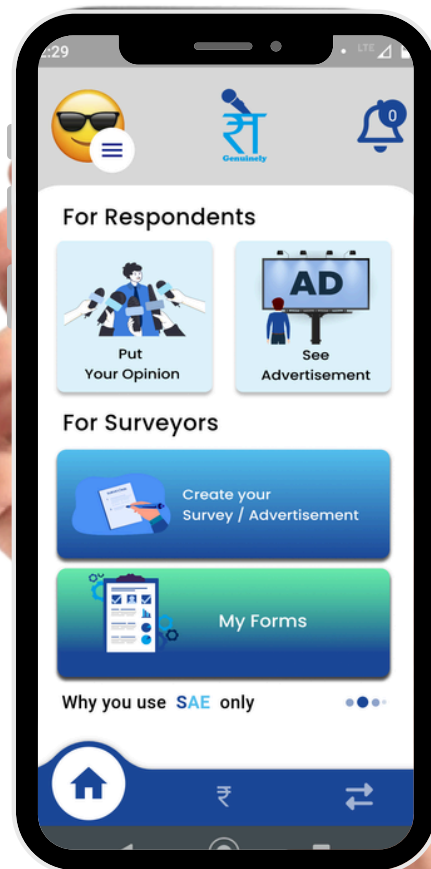 :29
LTE
0
Genuinely
For Respondents
AD
Put
Your Opinion
See
Advertisement
For Surveyors
Create your
Survey / Advertisement
My Forms
Why you use SAE only
₹